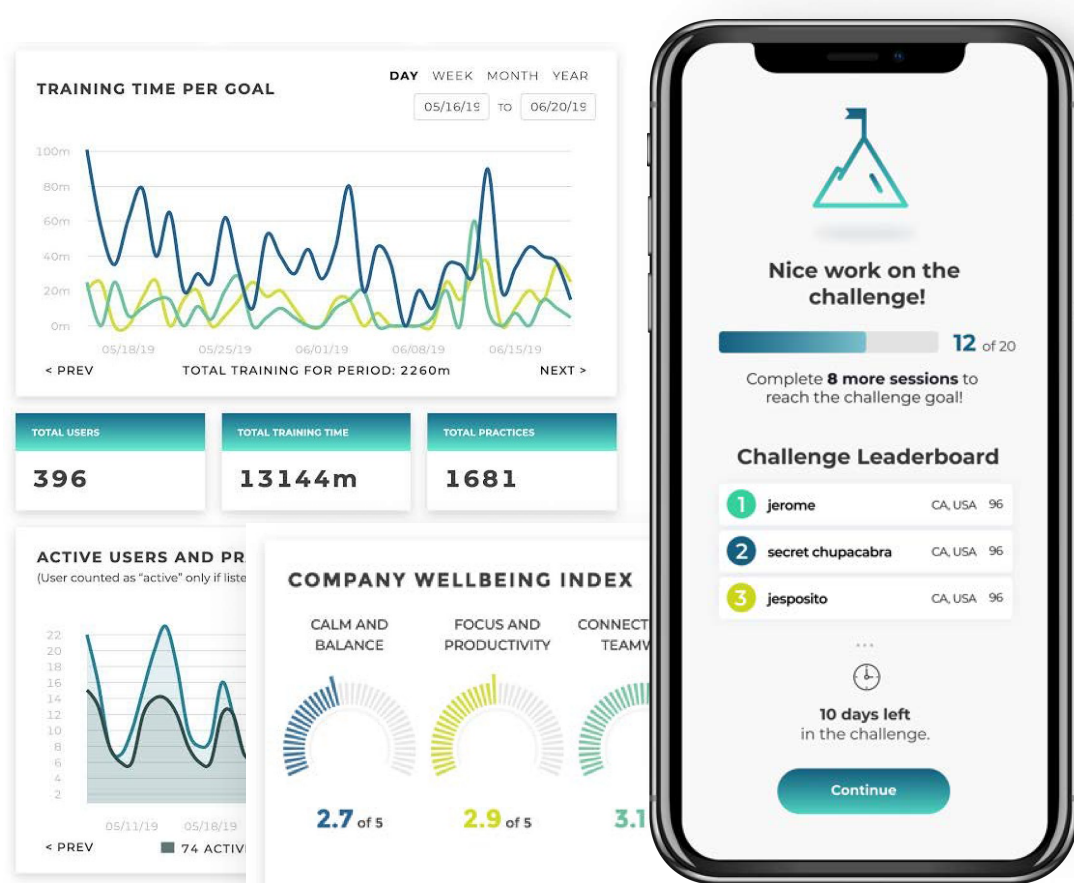 TRAINING TIME PER GOAL
DAY WEEK MONTH YEAR
05/16/19 TO 06/20/19
100m
80m
60m
40m
20m
0m
05/18/19 05/25/19 06/01/19 06/08/19 06/15/19
< PREV TOTAL TRAINING FOR PERIOD: 2260m NEXT >
TOTAL USERS
396
TOTAL TRAINING TIME
13144m
TOTAL PRACTICES
1681
ACTIVE USERS AND
(User counted as “active” only if
22
20
18
16
14
12
10
8
6
4
2
05/11/19 05/18/19
< PREV 74
COMPANY WELLBEING INDEX
CALM AND
BALANCE
2.7 of 5
FOCUS AND
PRODUCTIVITY
2.9 of 5
3.1
Nice work on the
challenge!
12 of 20
Complete 8 more sessions to
reach the challenge goal!
Challenge Leaderboard
1 jerome CA, USA 96
2 secret chupacabra CA, USA 96
3 jesposito CA, USA 96
...
10 days left
in the challenge.
Continue